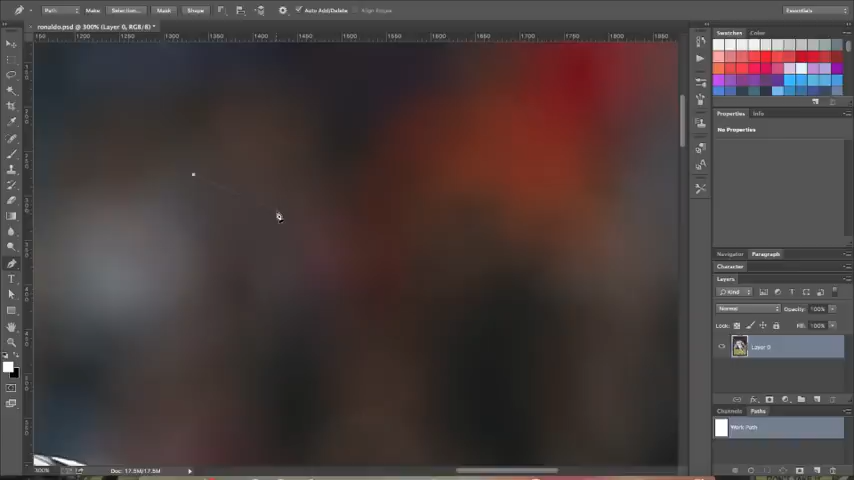 Path
Make:
Selection...
Mask
Shape
Auto Add/Delete
Align Edges
Essentials
ronaldo.psd @ 300% (Layer 0, RGB/8) *
1300
1350
1400
1450
1500
1550
1600
1650
1700
1750
1800
1850
Swatches
Color
Properties
Info
No Properties
Navigator
Paragraph
Character
Layers
Kind
Normal
Opacity:
100%
Lock:
Fill:
100%
Layer 0
Channels
Paths
Work Path
300%
Doc: 17.5M/17.5M